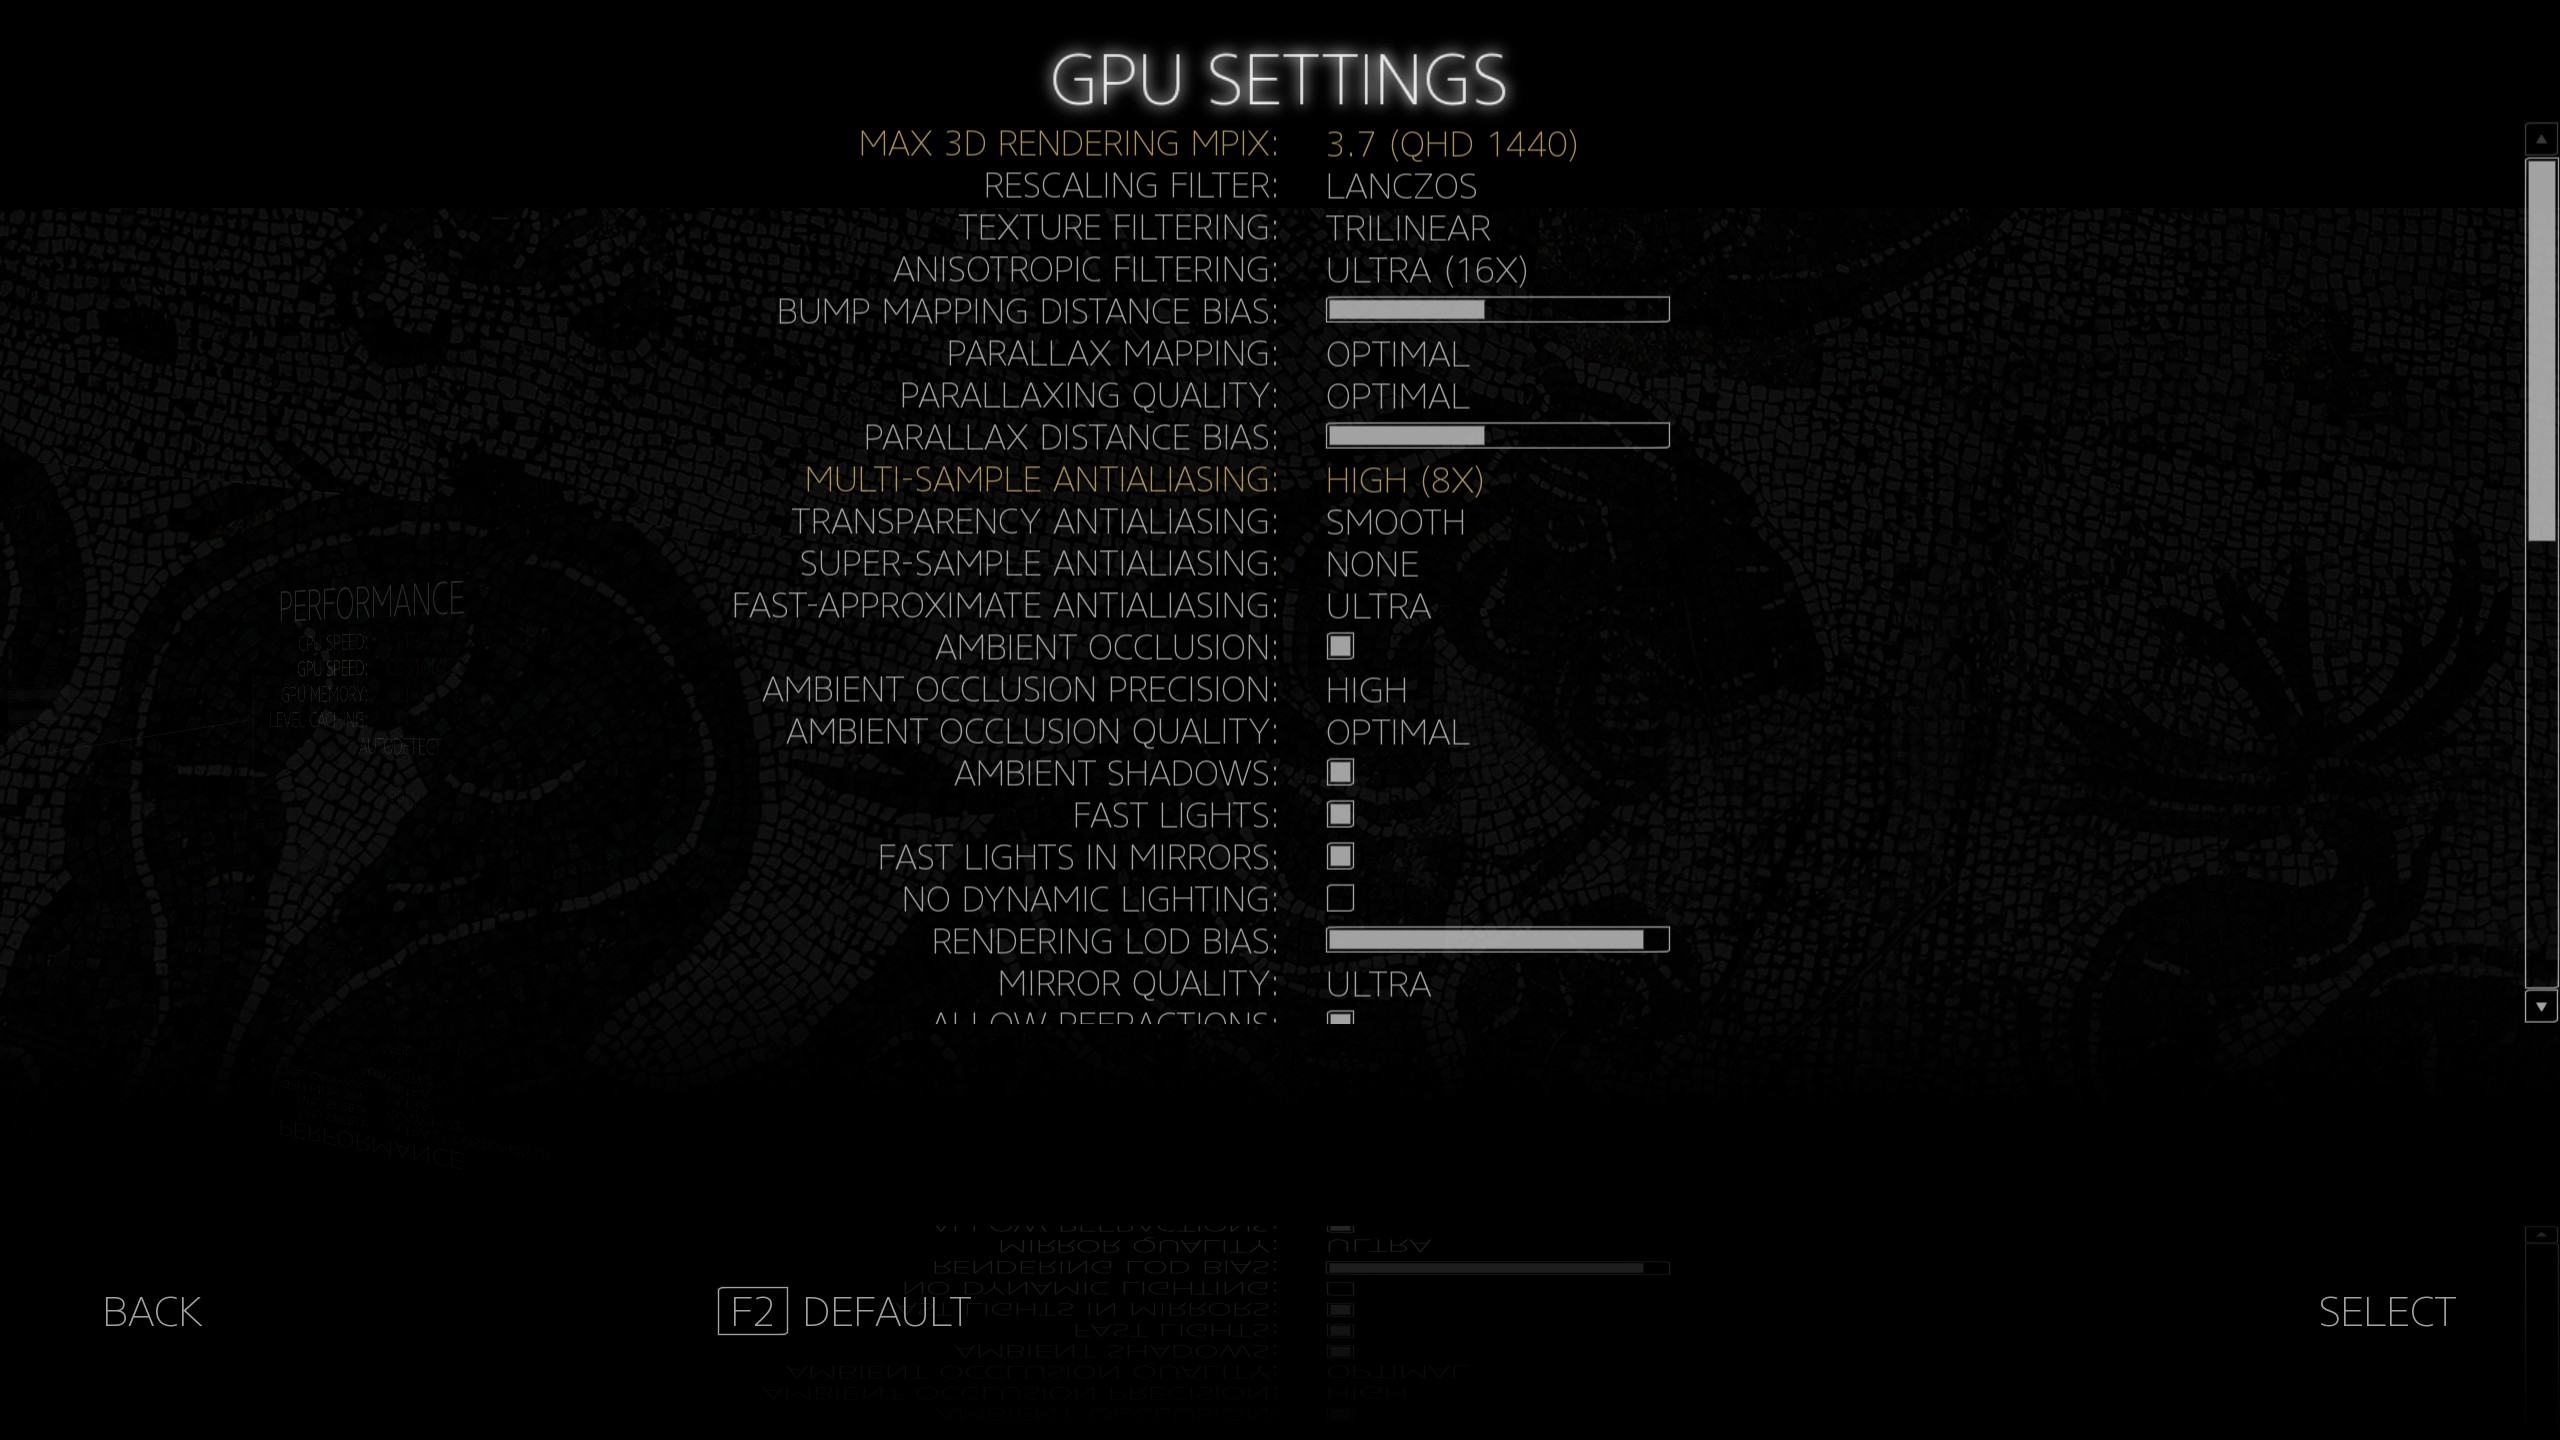 GPU SETTINGS
MAX 3D RENDERING MPIX: 3.7 (QHD 1440)
RESCALING FILTER: LANCZOS
TEXTURE FILTERING: TRILINEAR
ANISOTROPIC FILTERING: ULTRA (16X)
BUMP MAPPING DISTANCE BIAS:
PARALLAX MAPPING: OPTIMAL
PARALLAXING QUALITY: OPTIMAL
PARALLAX DISTANCE BIAS:
MULTI-SAMPLE ANTIALIASING: HIGH (8X)
TRANSPARENCY ANTIALIASING: SMOOTH
SUPER-SAMPLE ANTIALIASING: NONE
FAST-APPROXIMATE ANTIALIASING: ULTRA
AMBIENT OCCLUSION:
AMBIENT OCCLUSION PRECISION: HIGH
AMBIENT OCCLUSION QUALITY: OPTIMAL
AMBIENT SHADOWS:
FAST LIGHTS:
FAST LIGHTS IN MIRRORS:
NO DYNAMIC LIGHTING:
RENDERING LOD BIAS:
MIRROR QUALITY: ULTRA
ALLOW REFRACTIONS:
PERFORMANCE
CPU SPEED:
GPU SPEED:
GPU MEMORY:
LEVEL CACHING:
AUTODETECT
BACK
F2 DEFAULT
SELECT